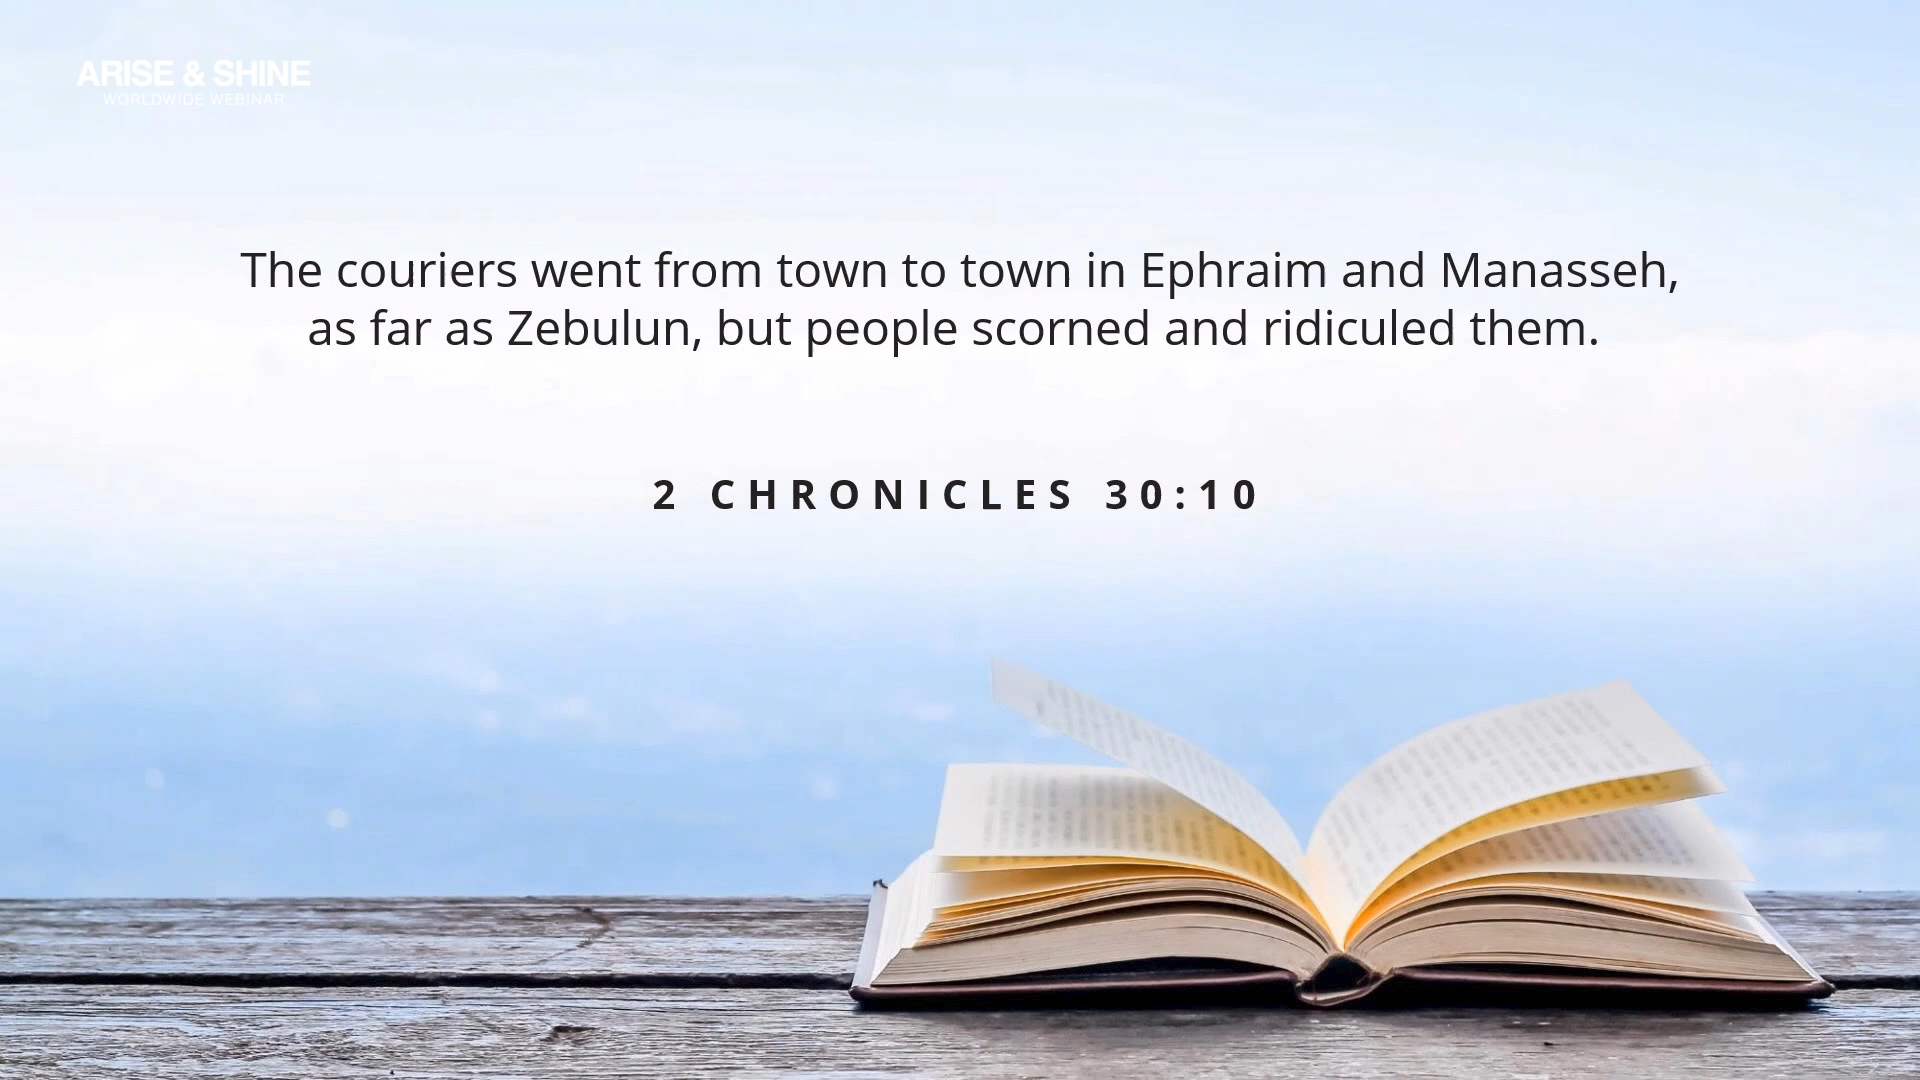 ARISE & SHINE
WORLDWIDE WEBINAR
The couriers went from town to town in Ephraim and Manasseh,
as far as Zebulun, but people scorned and ridiculed them.
2 CHRONICLES 30:10